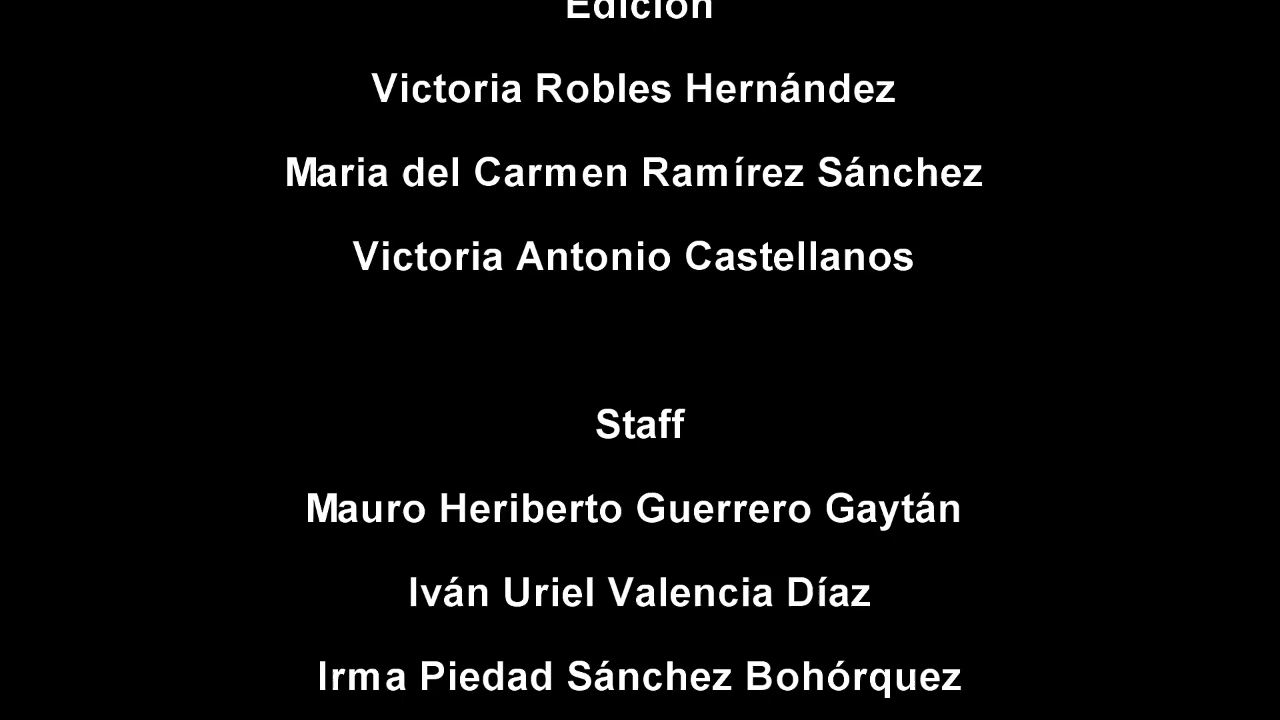 Edición
Victoria Robles Hernández
Maria del Carmen Ramírez Sánchez
Victoria Antonio Castellanos
Staff
Mauro Heriberto Guerrero Gaytán
Iván Uriel Valencia Díaz
Irma Piedad Sánchez Bohórquez